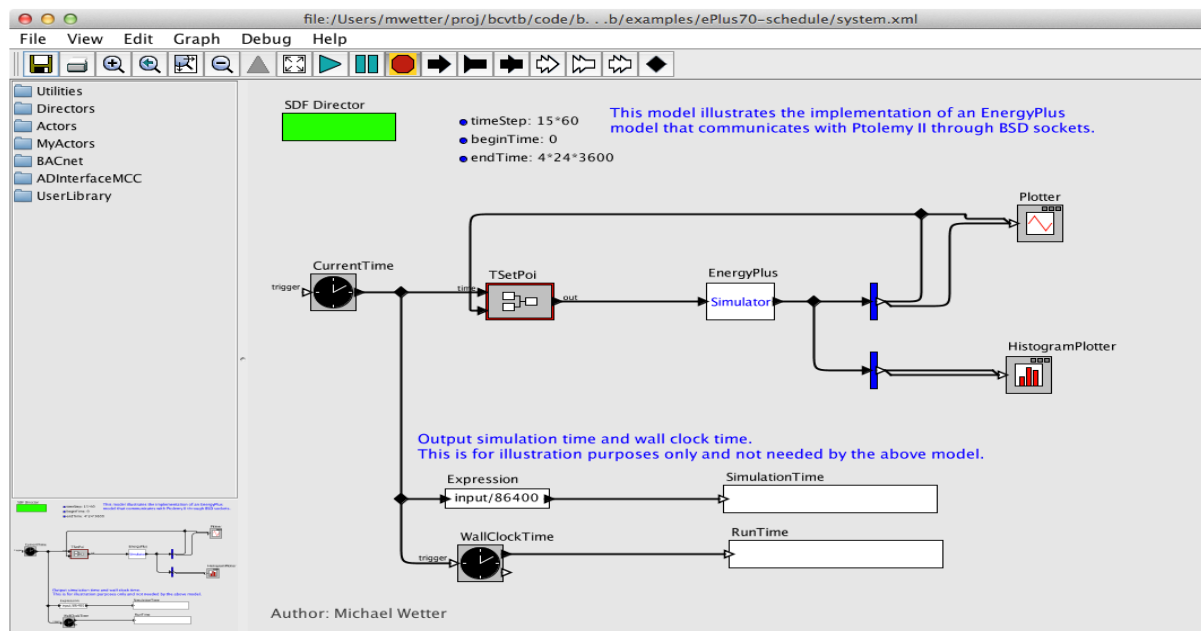 file:/Users/mwetter/proj/bcvtb/code/b. . .b/examples/ePlus70-schedule/system.xml
File View Edit Graph Debug Help
Utilities
Directors
Actors
MyActors
BACnet
ADInterfaceMCC
UserLibrary
SDF Director
timeStep: 15*60
beginTime: 0
endTime: 4*24*3600
This model illustrates the implementation of an EnergyPlus
model that communicates with Ptolemy II through BSD sockets.
Plotter
CurrentTime
trigger
TSetPoi
time
out
EnergyPlus
Simulator
HistogramPlotter
Output simulation time and wall clock time.
This is for illustration purposes only and not needed by the above model.
Expression
input/86400
SimulationTime
WallClockTime
trigger
RunTime
Author: Michael Wetter